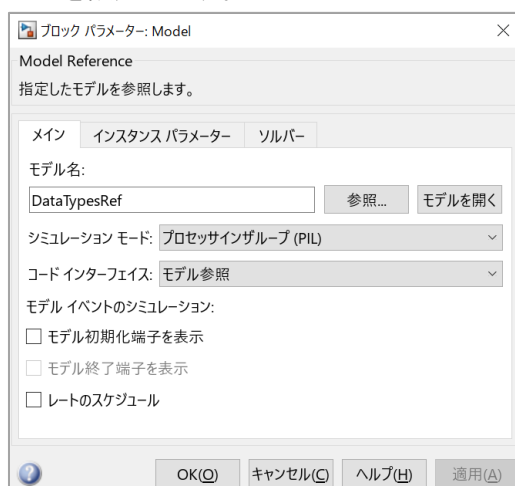 ブロック パラメーター: Model
Model Reference
指定したモデルを参照します。
メイン インスタンス パラメーター ソルバー
モデル名:
DataTypesRef 参照... モデルを開く
シミュレーション モード: プロセッサインザループ (PIL)
コード インターフェイス: モデル参照
モデル イベントのシミュレーション:
モデル初期化端子を表示
モデル終了端子を表示
レートのスケジュール
OK(O) キャンセル(C) ヘルプ(H) 適用(A)